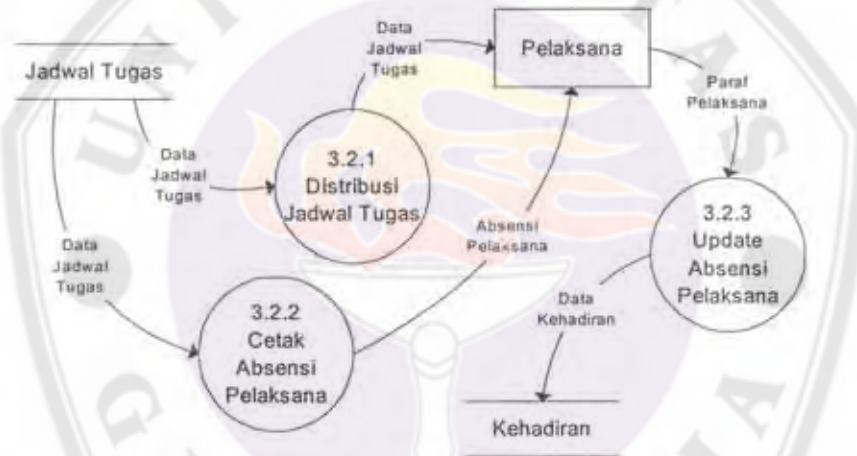 Jadwal Tugas
Data
Jadwal
Tugas
Pelaksana
Paraf
Pelaksana
Data
Jadwal
Tugas
3.2.1
Distribusi
Jadwal Tugas
Data
Jadwal
Tugas
Absensi
Pelaksana
3.2.3
Update
Absensi
Pelaksana
3.2.2
Cetak
Absensi
Pelaksana
Data
Kehadiran
Kehadiran